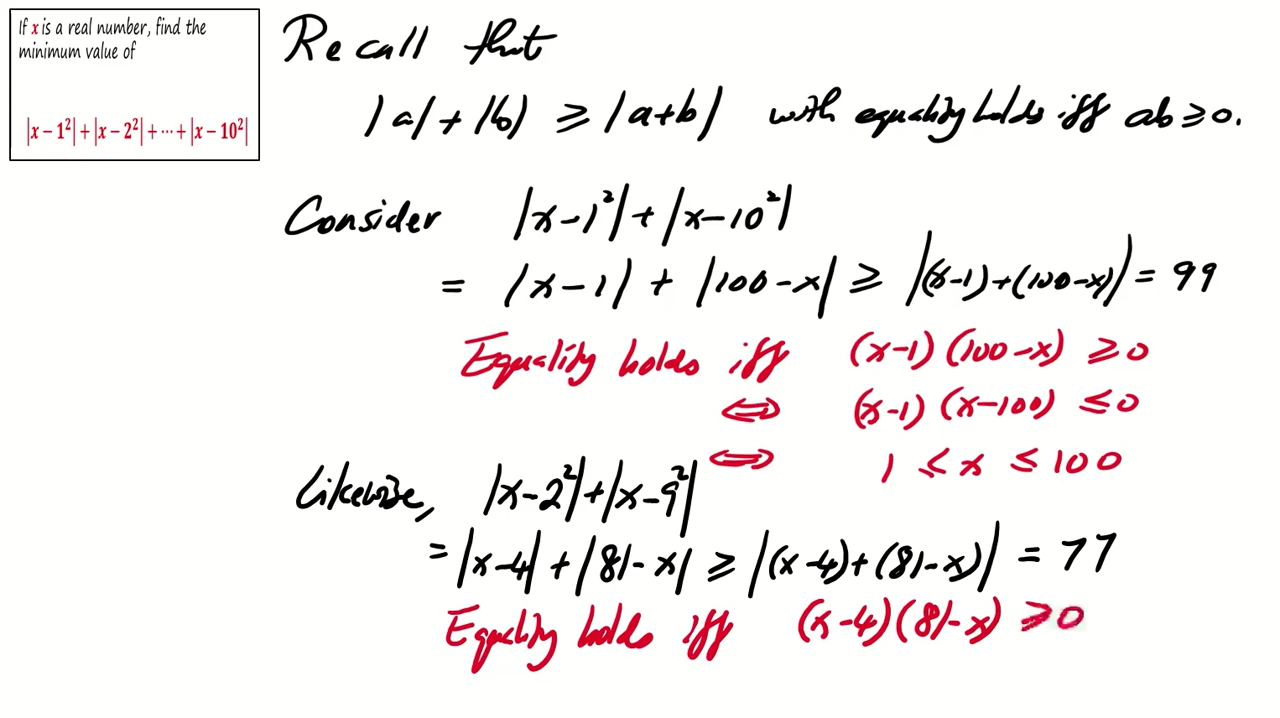 If x is a real number, find the
minimum value of
|x − 1²| + |x − 2²| + ⋯ + |x − 10²|
Recall that
|a| + |b| ≥ |a+b| with equality holds iff ab ≥ 0.
Consider |x−1²| + |x−10²|
= |x−1| + |100−x| ≥ |(x−1)+(100−x)| = 99
Equality holds iff (x−1)(100−x) ≥ 0
⇔ (x−1)(x−100) ≤ 0
⇔ 1 ≤ x ≤ 100
Likewise, |x−2²|+|x−9²|
= |x−4| + |81−x| ≥ |(x−4)+(81−x)| = 77
Equality holds iff (x−4)(81−x) ≥ 0